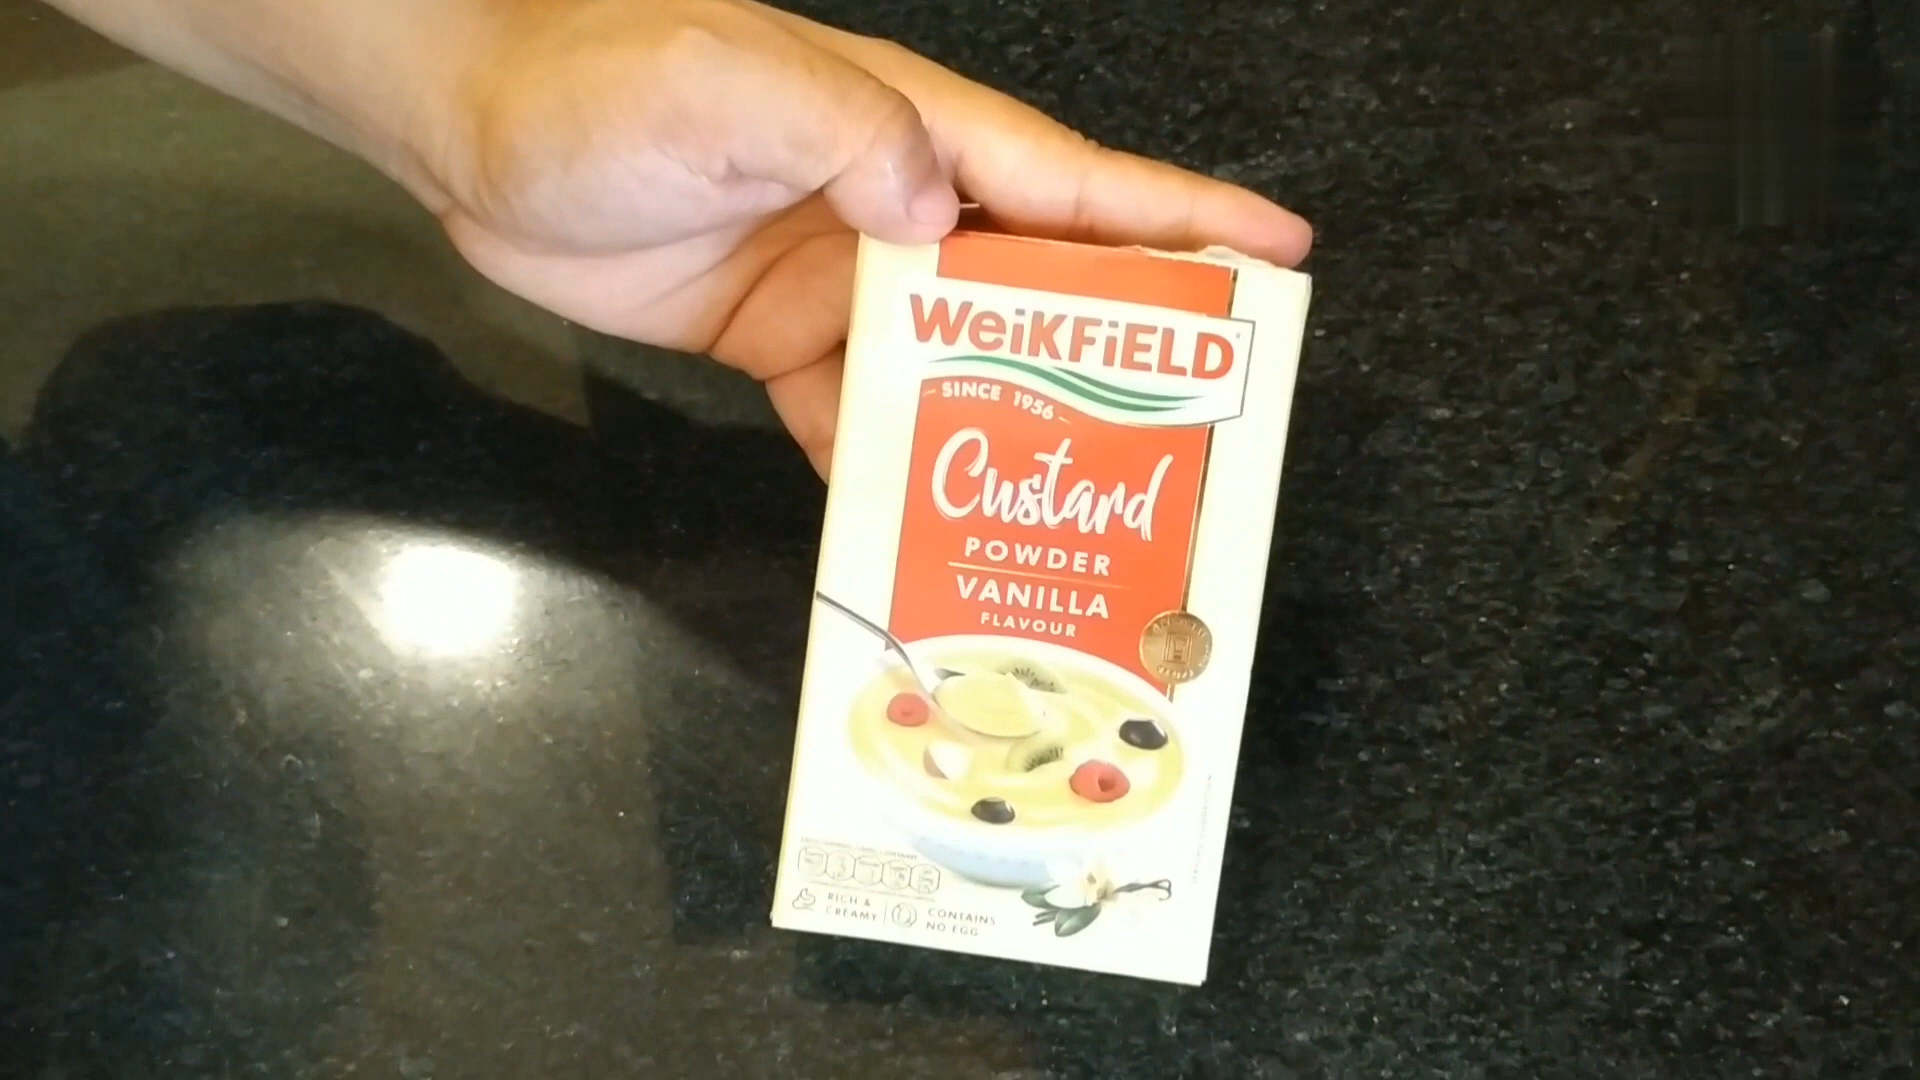 WeiKFiELD
SINCE 1956
Custard
POWDER
VANILLA
FLAVOUR
RICH &
CREAMY
CONTAINS
NO EGG